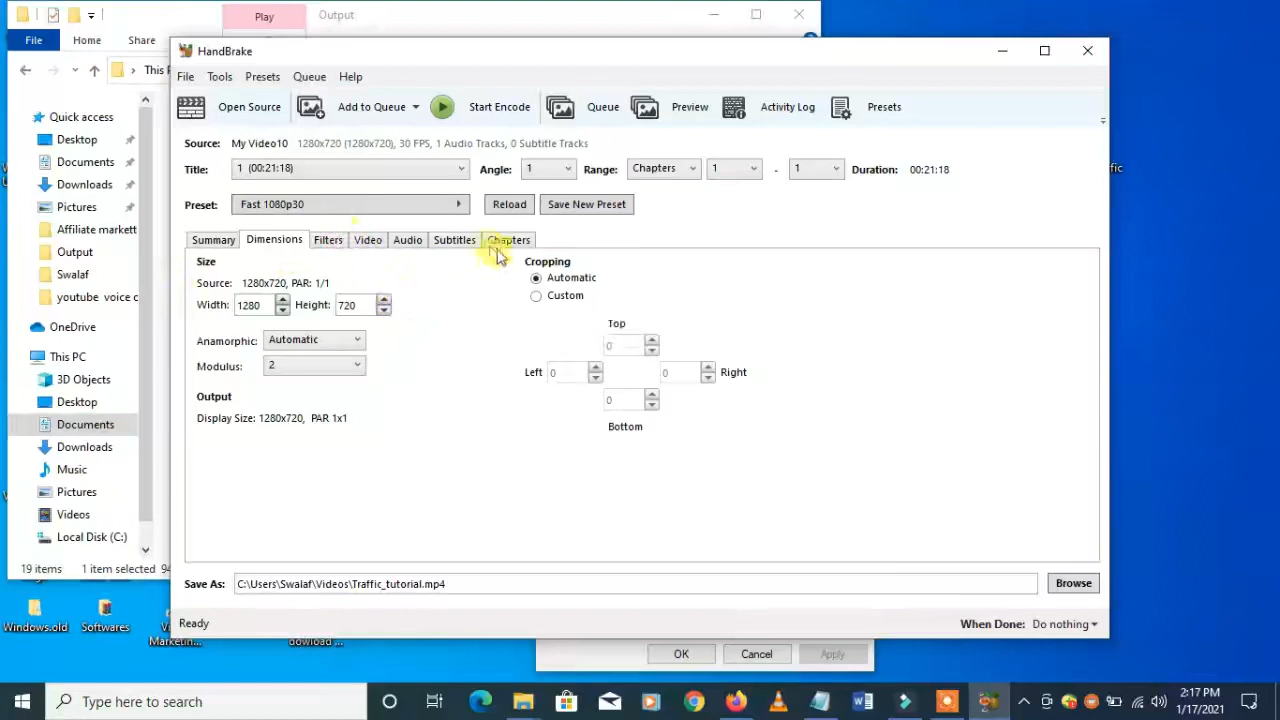 Play
Output
File
Home
Share
This P
Quick access
Desktop
Documents
Downloads
Pictures
Affiliate markett
Output
Swalaf
youtube voice c
OneDrive
This PC
3D Objects
Desktop
Documents
Downloads
Music
Pictures
Videos
Local Disk (C:)
19 items
1 item selected
HandBrake
File Tools Presets Queue Help
Open Source
Add to Queue
Start Encode
Queue
Preview
Activity Log
Presets
Source: My Video10 1280x720 (1280x720), 30 FPS, 1 Audio Tracks, 0 Subtitle Tracks
Title: 1 (00:21:18) Angle: 1 Range: Chapters 1 - 1 Duration: 00:21:18
Preset: Fast 1080p30 Reload Save New Preset
Summary Dimensions Filters Video Audio Subtitles Chapters
Size
Source: 1280x720, PAR: 1/1
Width: 1280 Height: 720
Anamorphic: Automatic
Modulus: 2
Output
Display Size: 1280x720, PAR 1x1
Cropping
Automatic
Custom
Top
0
Left 0 0 Right
0
Bottom
Save As: C:\Users\Swalaf\Videos\Traffic_tutorial.mp4 Browse
Ready
When Done: Do nothing
OK Cancel Apply
Windows.old
Softwares
Marketin...
dowload ...
Type here to search
2:17 PM
1/17/2021